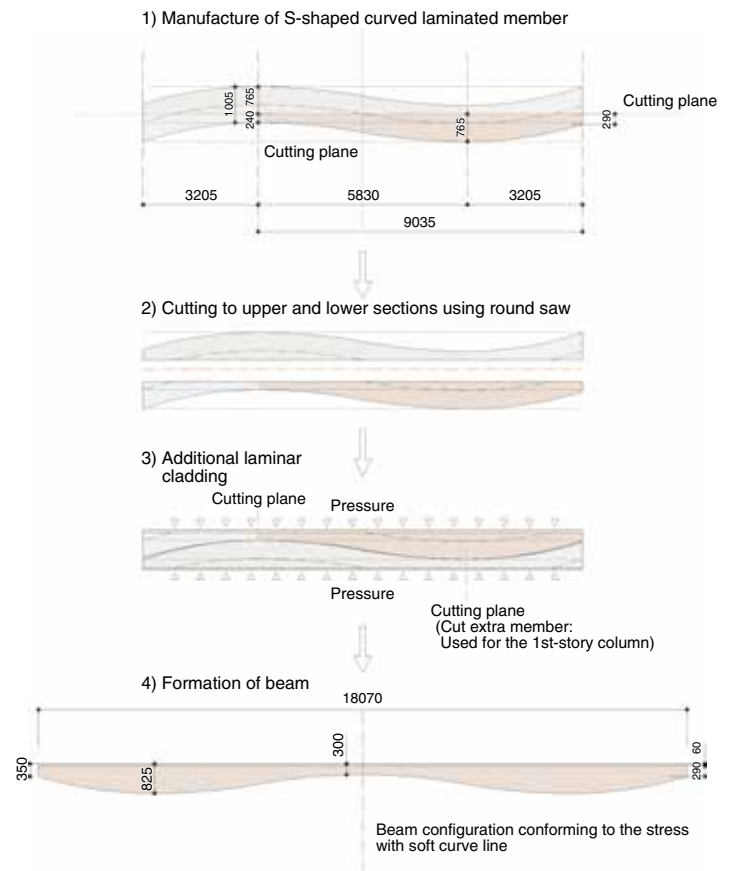 1) Manufacture of S-shaped curved laminated member
1005
765
240
765
290
Cutting plane
Cutting plane
3205
5830
3205
9035
2) Cutting to upper and lower sections using round saw
3) Additional laminar
cladding
Cutting plane
Pressure
Pressure
Cutting plane
(Cut extra member:
Used for the 1st-story column)
4) Formation of beam
18070
350
825
300
60
290
Beam configuration conforming to the stress
with soft curve line